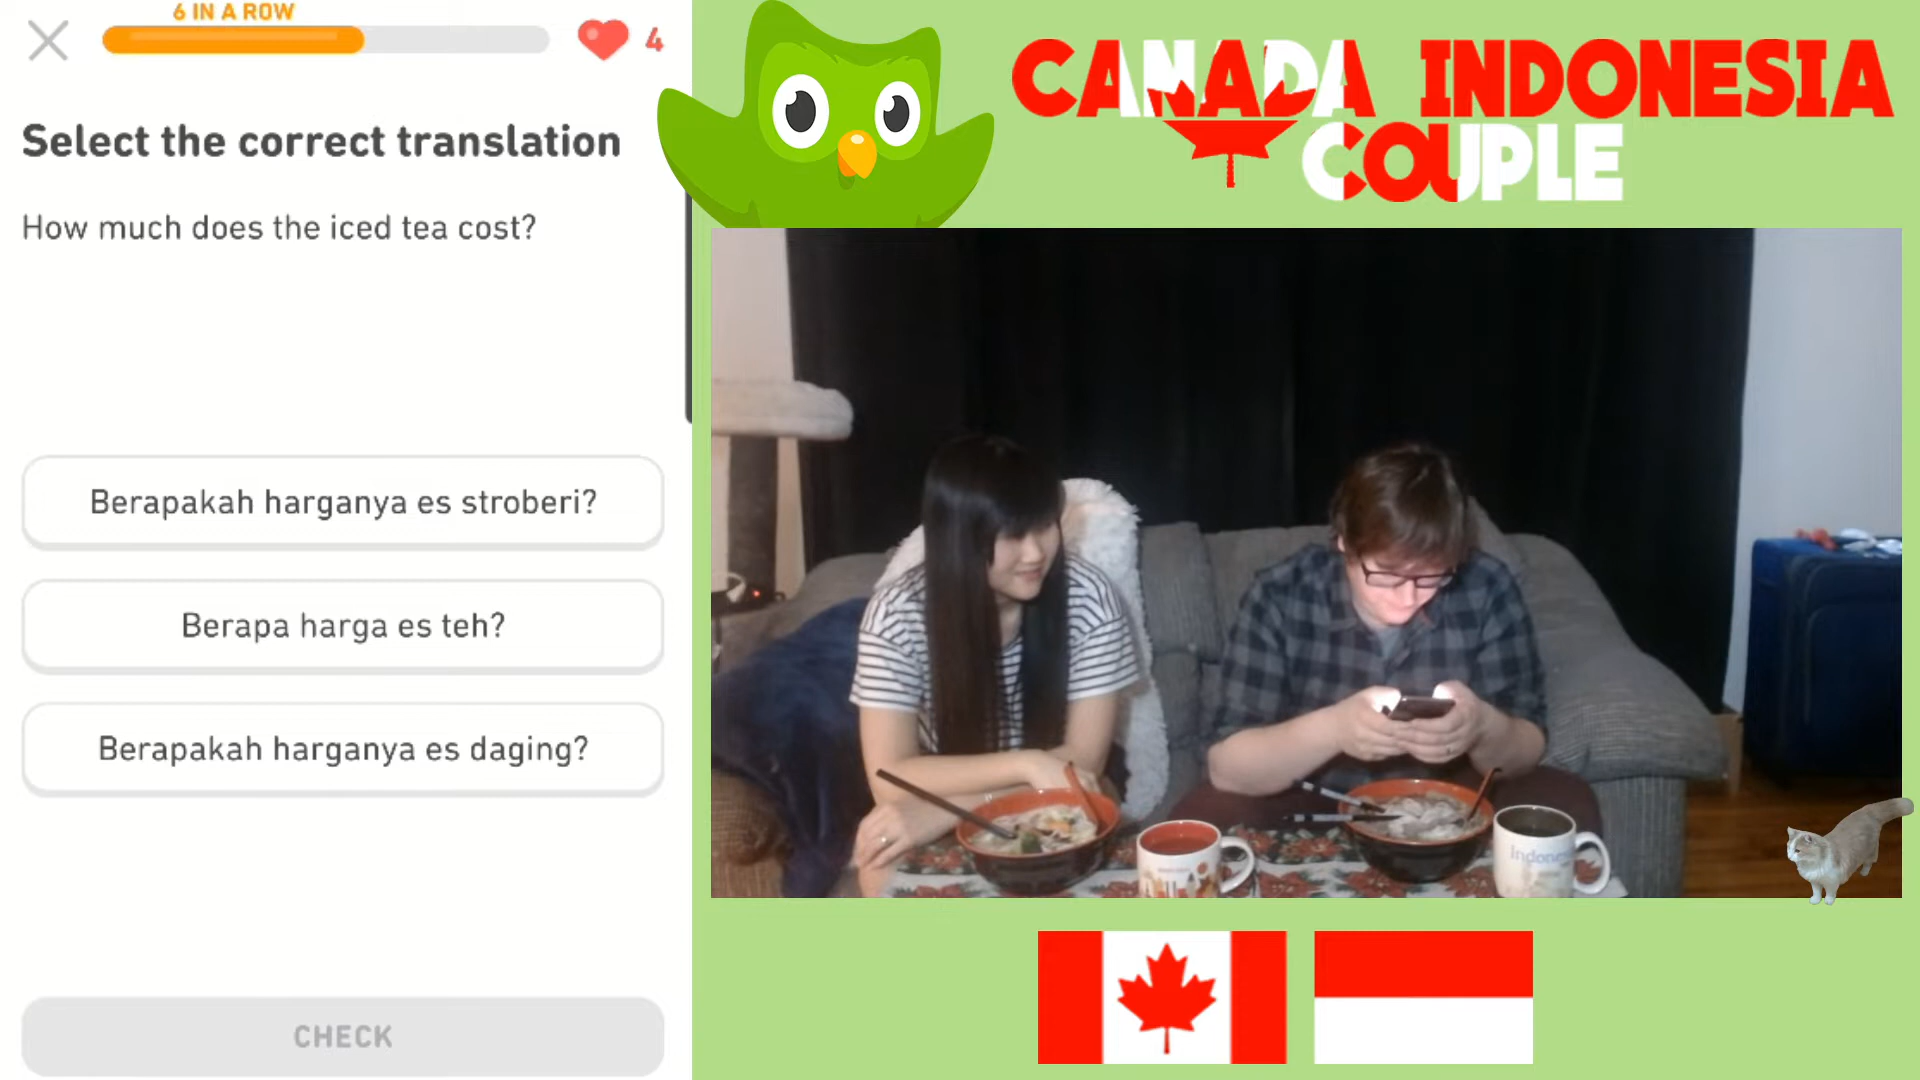 6 IN A ROW
4
Select the correct translation
How much does the iced tea cost?
Berapakah harganya es stroberi?
Berapa harga es teh?
Berapakah harganya es daging?
CHECK
CANADA INDONESIA
COUPLE